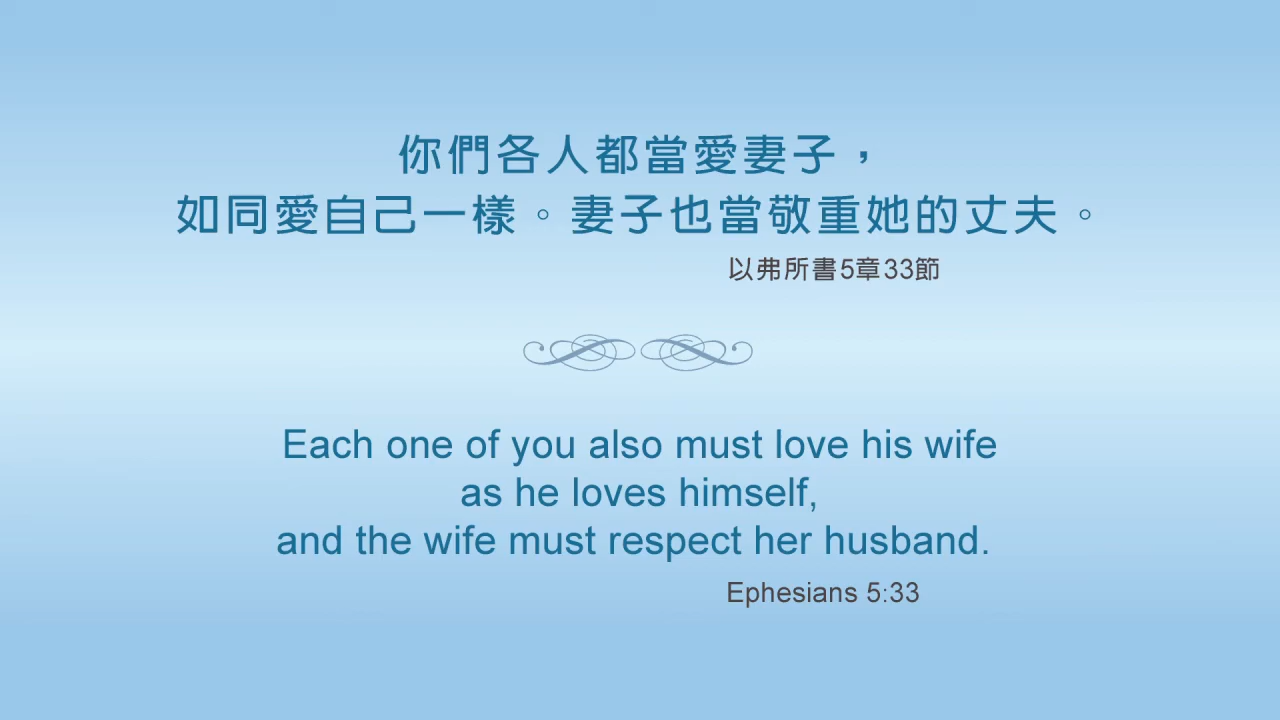 你們各人都當愛妻子，
如同愛自己一樣。妻子也當敬重她的丈夫。
以弗所書5章33節
Each one of you also must love his wife
as he loves himself,
and the wife must respect her husband.
Ephesians 5:33